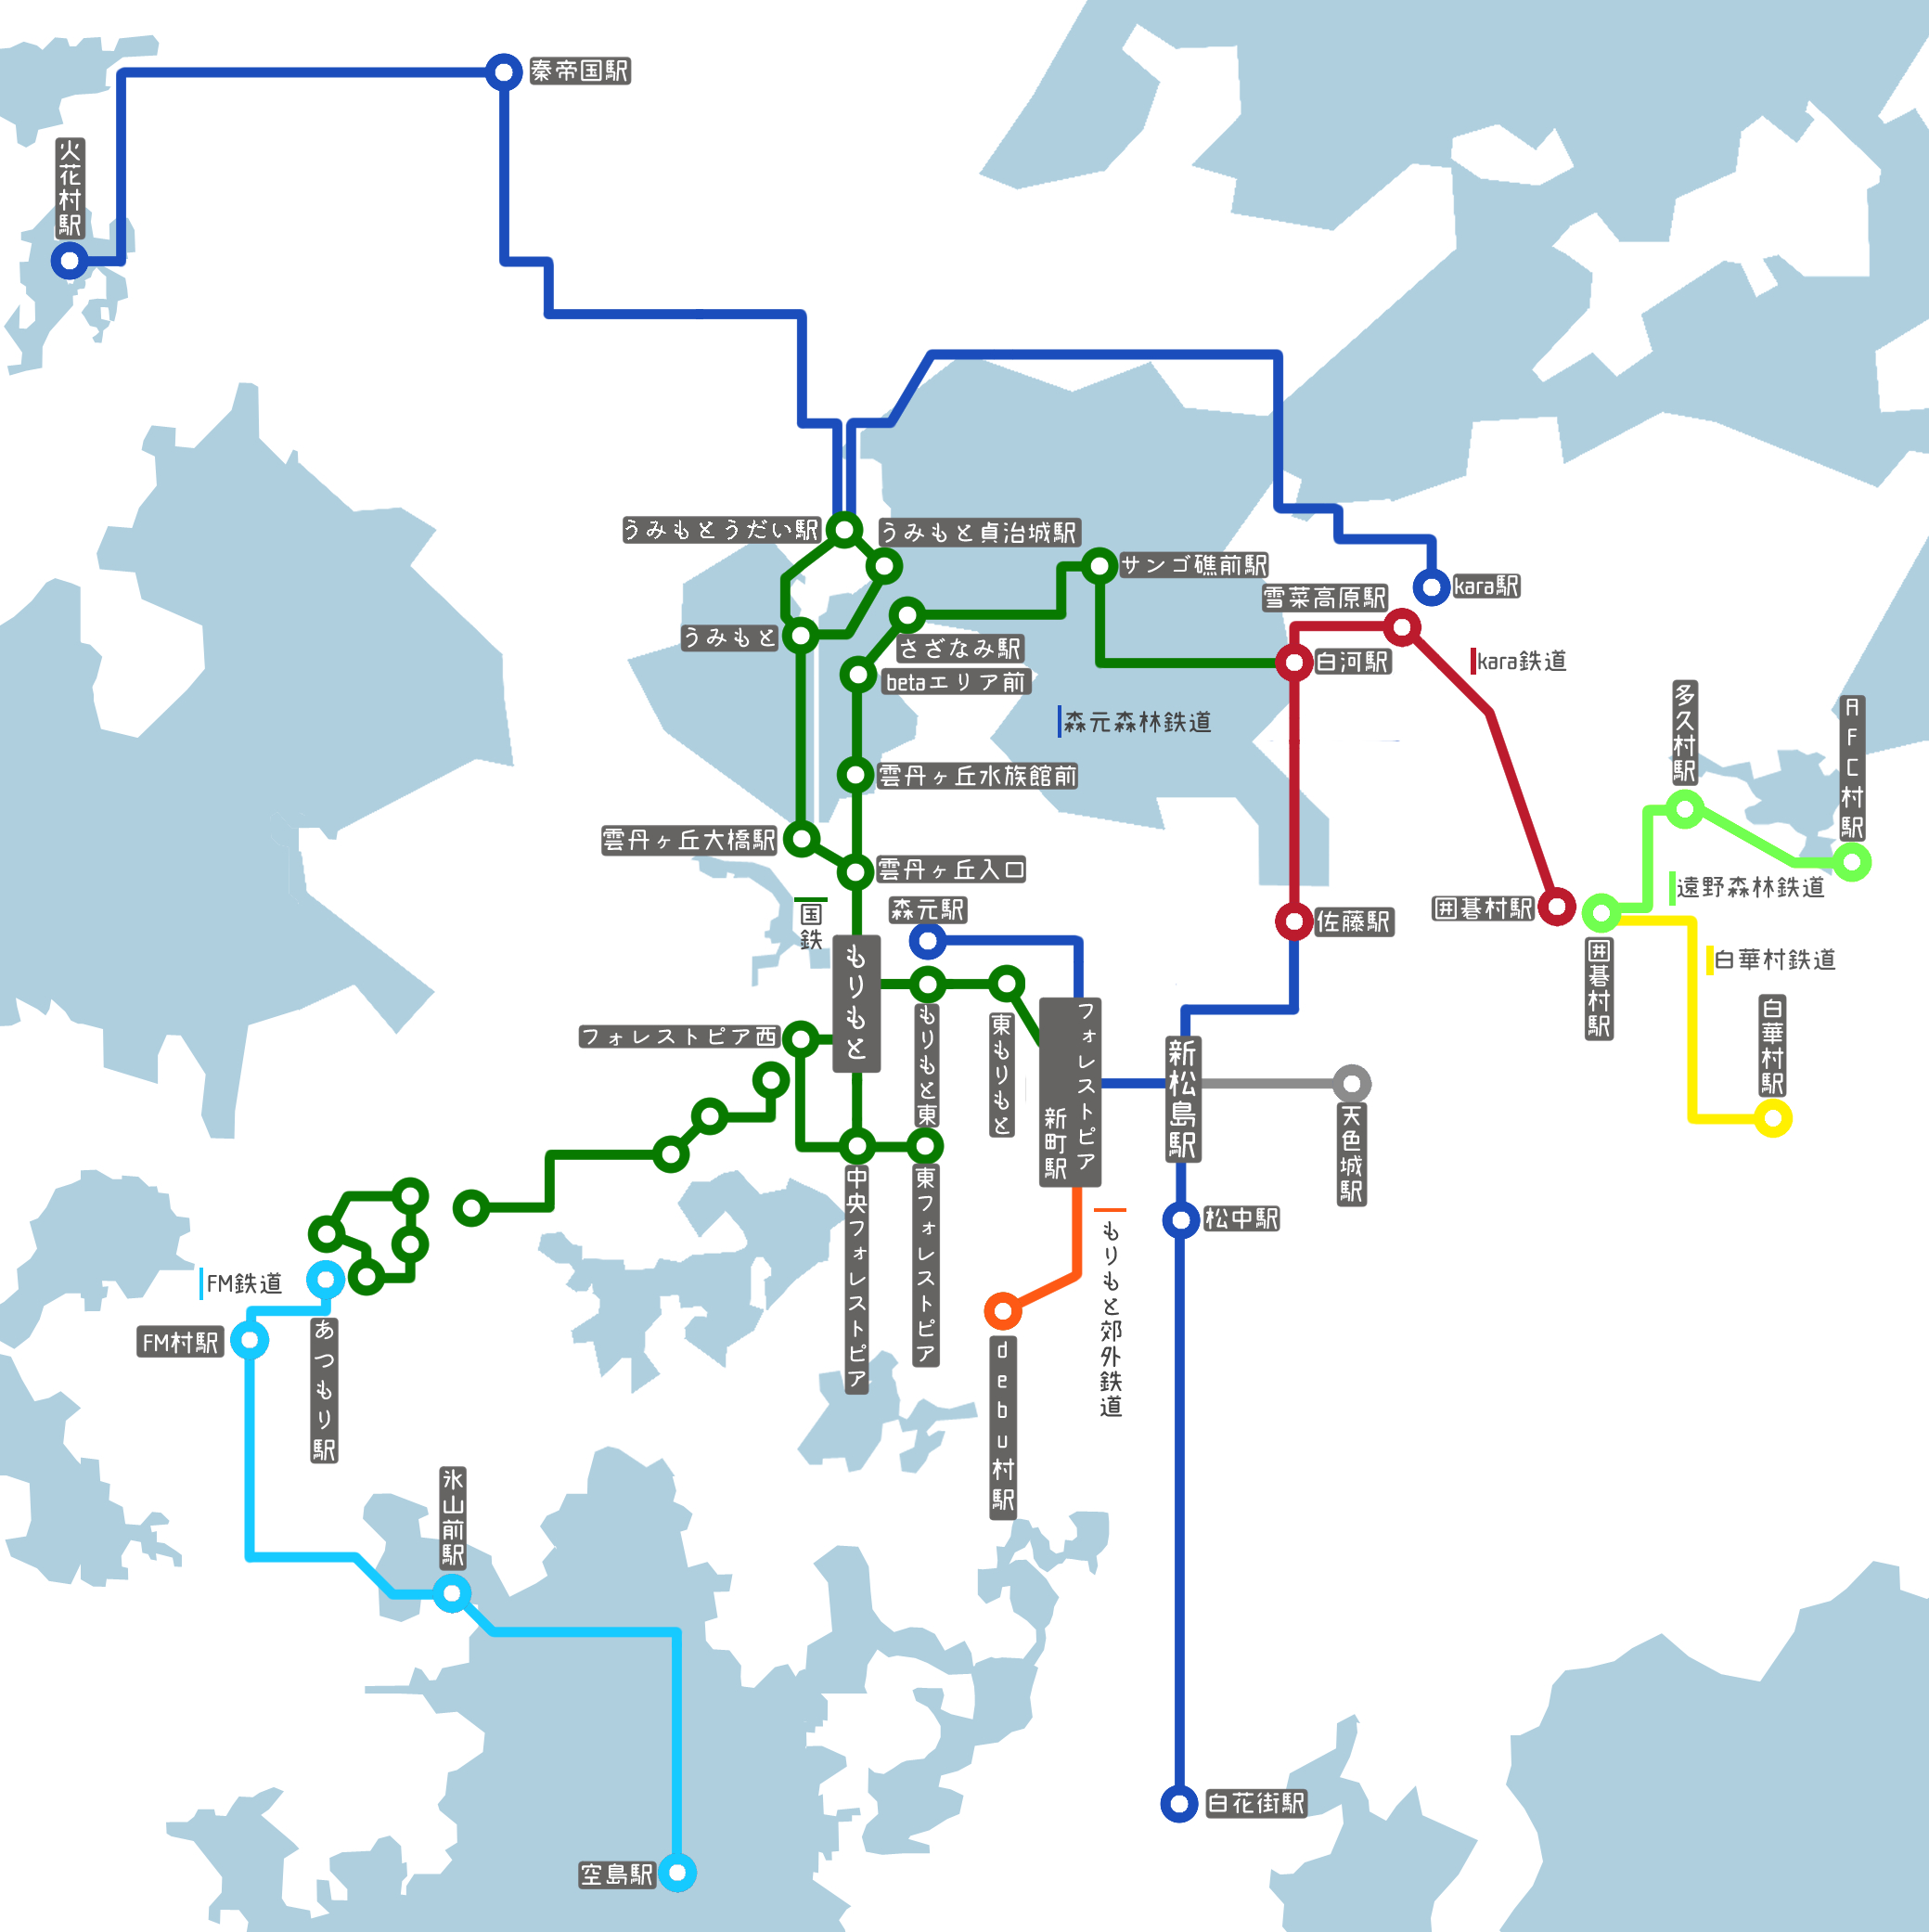 秦帝国駅
火花村駅
うみもとうだい駅
うみもと貞治城駅
サンゴ礁前駅
kara駅
雪菜高原駅
うみもと
さざなみ駅
白河駅
kara鉄道
betaエリア前
多久村駅
AFC村駅
森元森林鉄道
雲丹ヶ丘水族館前
雲丹ヶ丘大橋駅
雲丹ヶ丘入口
遠野森林鉄道
国鉄
森元駅
囲碁村駅
佐藤駅
もりもと
囲碁村駅
白華村鉄道
白華村駅
フォレストピア西
もりもと東
東もりもと
フォレストピア
新町駅
新松島駅
天色城駅
中央フォレストピア
東フォレストピア
松中駅
もりもと郊外鉄道
FM鉄道
FM村駅
あつもり駅
debu村駅
氷山前駅
白花街駅
空島駅